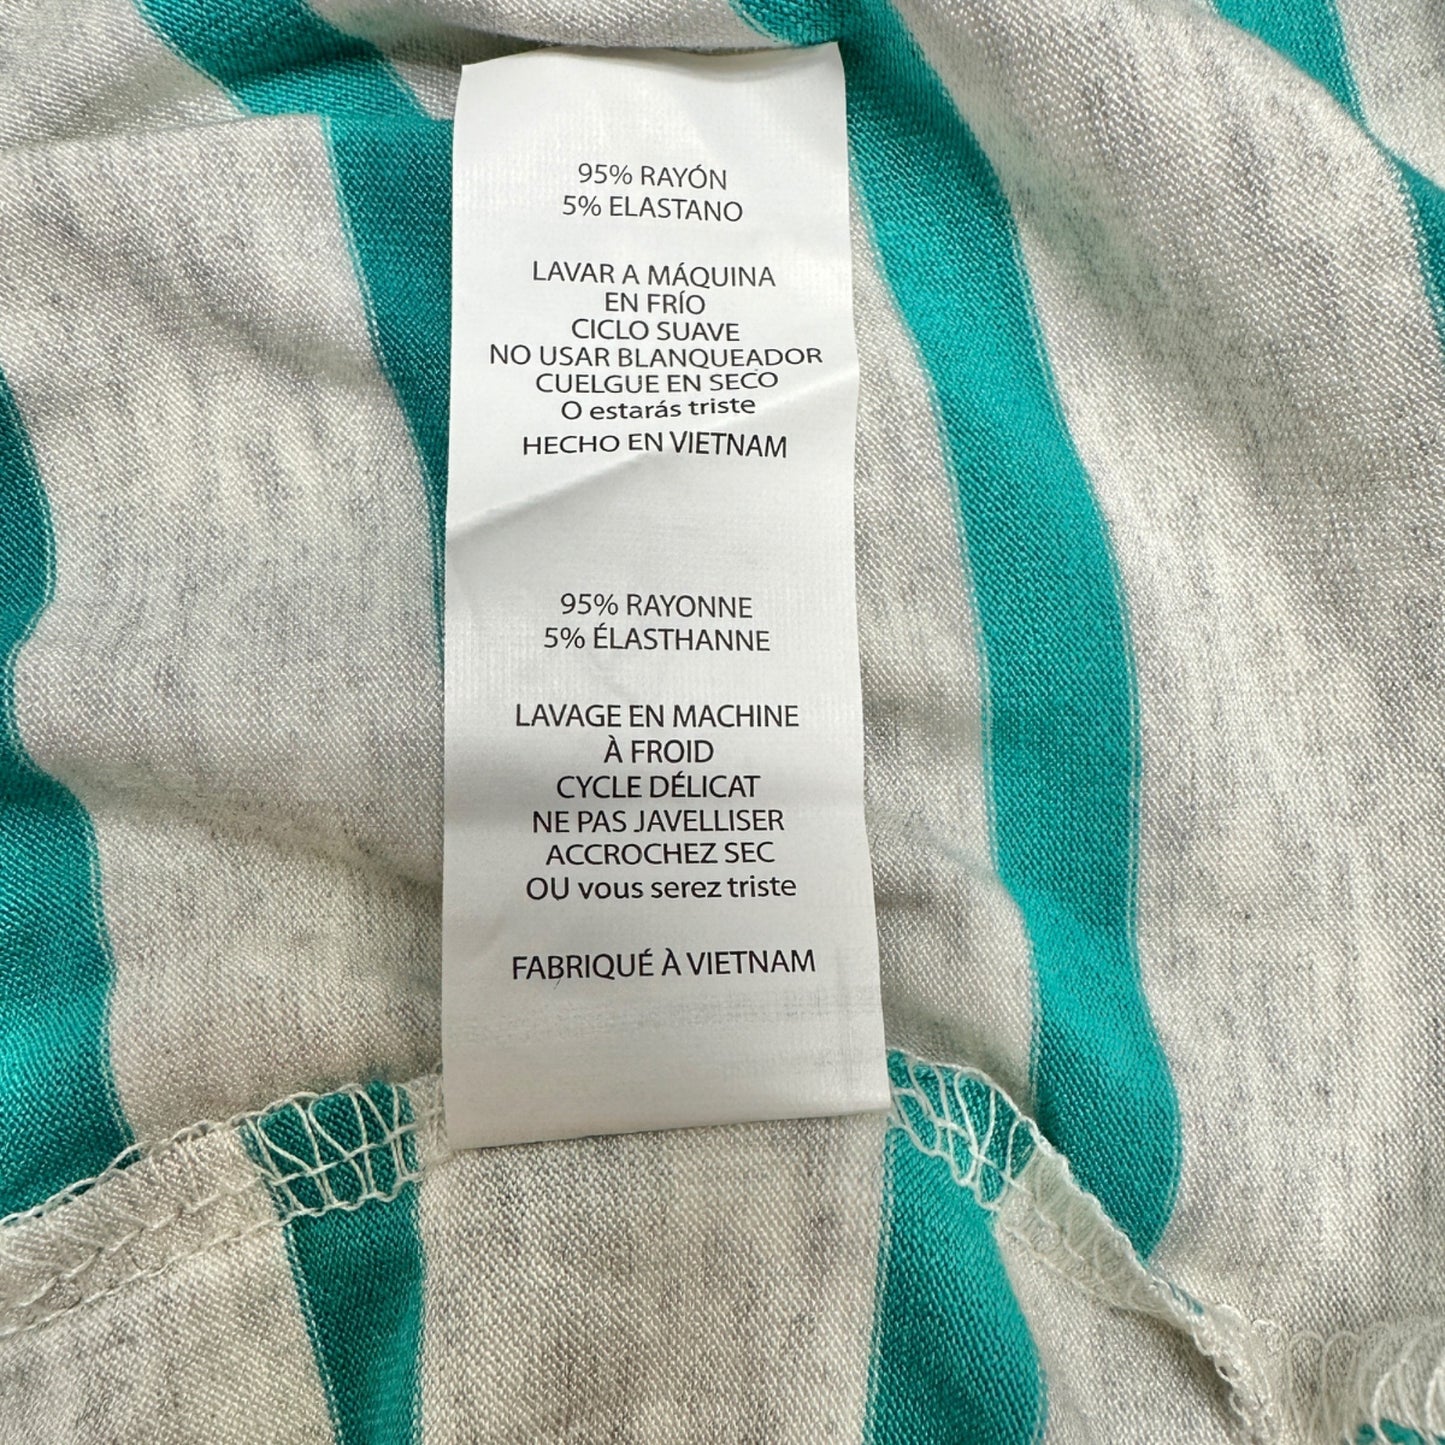 95% RAYÓN
5% ELASTANO
LAVAR A MÁQUINA
EN FRÍO
CICLO SUAVE
NO USAR BLANQUEADOR
CUELGUE EN SECO
O estarás triste
HECHO EN VIETNAM
95% RAYONNE
5% ÉLASTHANNE
LAVAGE EN MACHINE
À FROID
CYCLE DÉLICAT
NE PAS JAVELLISER
ACCROCHEZ SEC
OU vous serez triste
FABRIQUÉ À VIETNAM